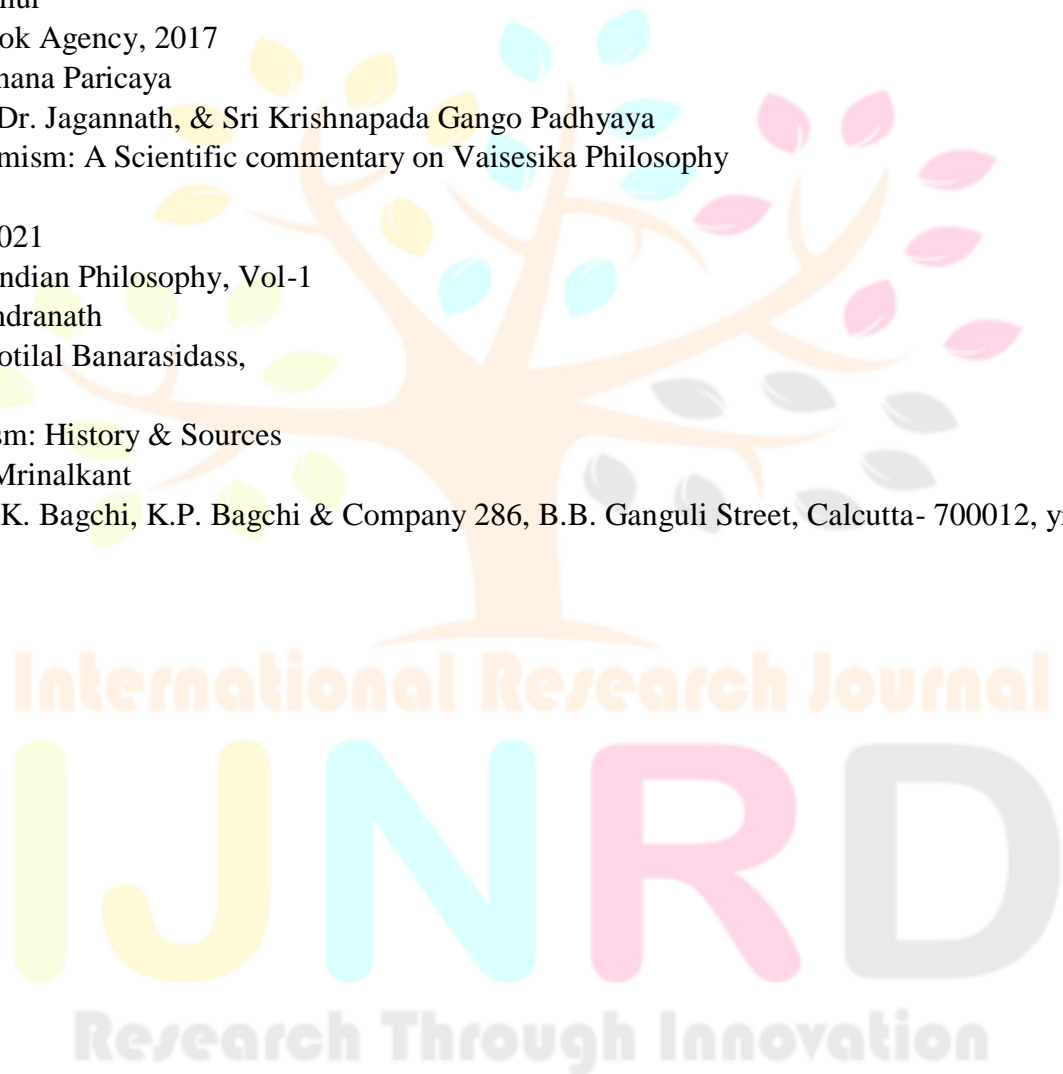 ok Agency, 2017
nana Paricaya
Dr. Jagannath, & Sri Krishnapada Gango Padhyaya
mism: A Scientific commentary on Vaisesika Philosophy
021
ndian Philosophy, Vol-1
ndranath
otilal Banarasidass,
sm: History & Sources
Mrinalkant
K. Bagchi, K.P. Bagchi & Company 286, B.B. Ganguli Street, Calcutta- 700012, y
International Research Journal
IJNRD
Research Through Innovation